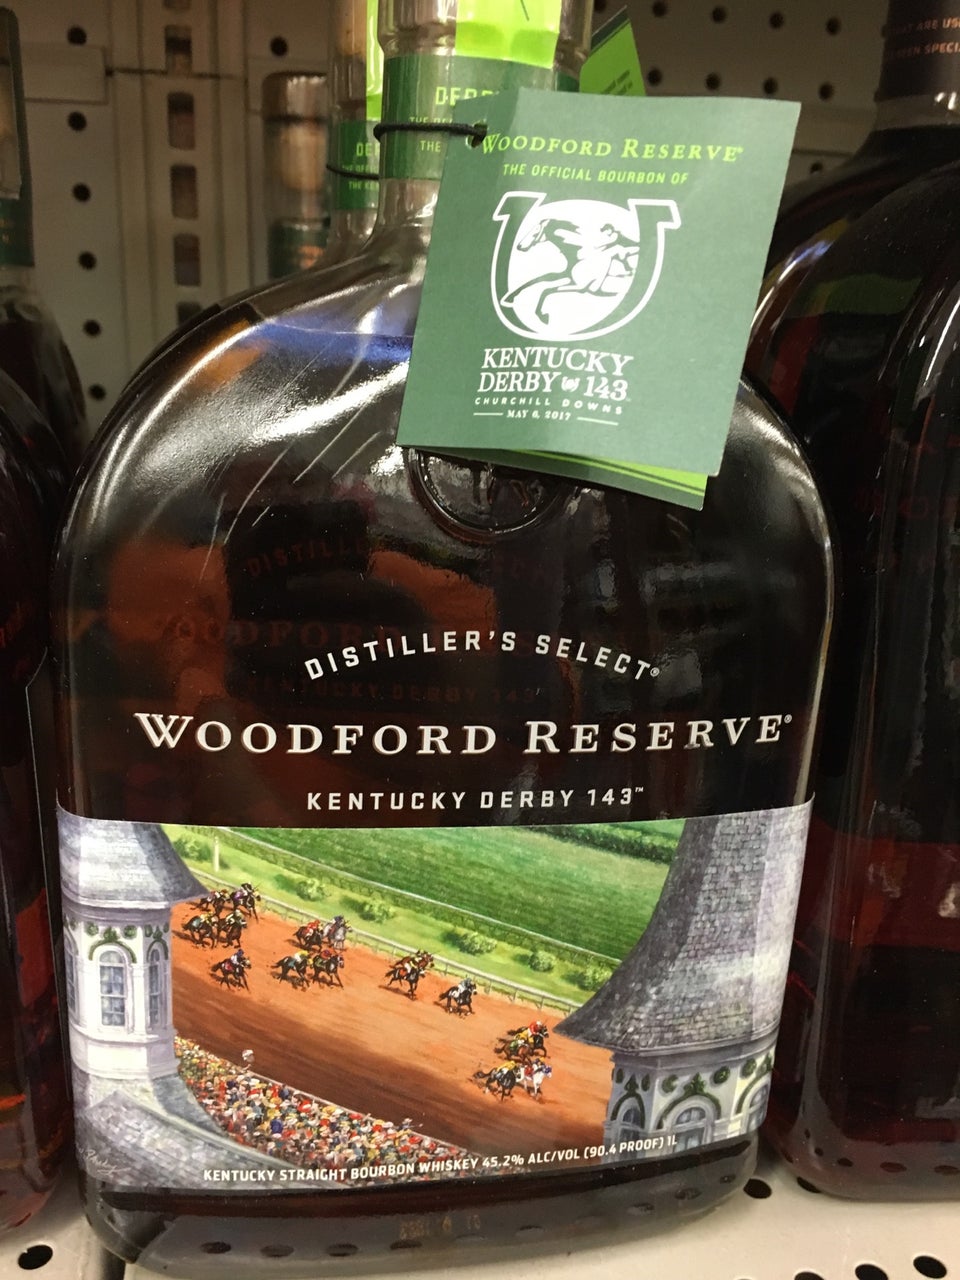 WOODFORD RESERVE®
THE OFFICIAL BOURBON OF
KENTUCKY
DERBY 143
CHURCHILL DOWNS
MAY 6, 2017
DISTILLER'S SELECT®
WOODFORD RESERVE®
KENTUCKY DERBY 143™
KENTUCKY STRAIGHT BOURBON WHISKEY 45.2% ALC/VOL (90.4 PROOF) 1L